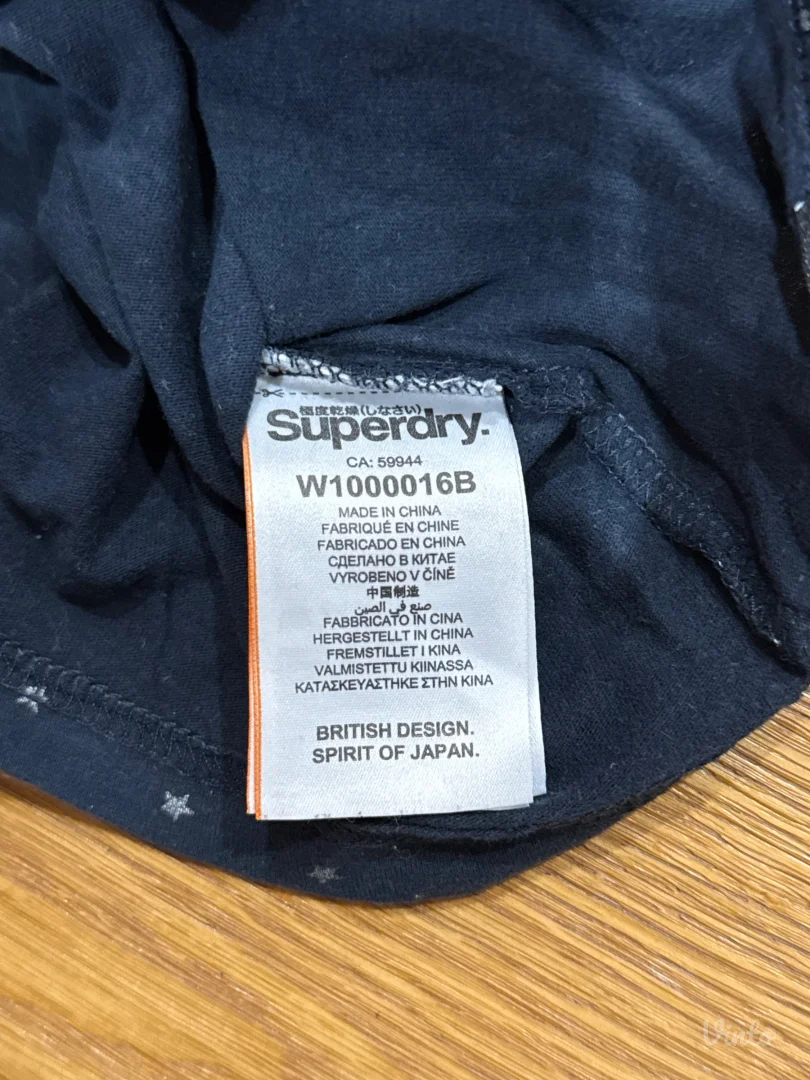 極度乾燥(しなさい)
Superdry.
CA: 59944
W1000016B
MADE IN CHINA
FABRIQUÉ EN CHINE
FABRICADO EN CHINA
СДЕЛАНО В КИТАЕ
VYROBENO V ČÍNĚ
中国制造
صنع في الصين
FABBRICATO IN CINA
HERGESTELLT IN CHINA
FREMSTILLET I KINA
VALMISTETTU KIINASSA
ΚΑΤΑΣΚΕΥΑΣΤΗΚΕ ΣΤΗΝ ΚΙΝΑ
BRITISH DESIGN.
SPIRIT OF JAPAN.